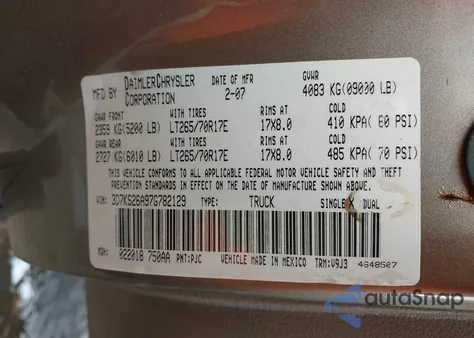 MFD BY DAIMLERCHRYSLER CORPORATION DATE OF MFR 2-07 GVWR 4083 KG(09000 LB)
GAWR FRONT WITH TIRES RIMS AT COLD
2359 KG(5200 LB) LT265/70R17E 17X8.0 410 KPA( 60 PSI)
GAWR REAR WITH TIRES RIMS AT COLD
2727 KG(6010 LB) LT265/70R17E 17X8.0 485 KPA( 70 PSI)
THIS VEHICLE CONFORMS TO ALL APPLICABLE FEDERAL MOTOR VEHICLE SAFETY AND THEFT
PREVENTION STANDARDS IN EFFECT ON THE DATE OF MANUFACTURE SHOWN ABOVE.
VIN: 3D7KS26A97G782129 TYPE: TRUCK SINGLE X DUAL
MDH: 022018 750AA PNT:PJC VEHICLE MADE IN MEXICO TRM:V9J3 4648507
autoSnap